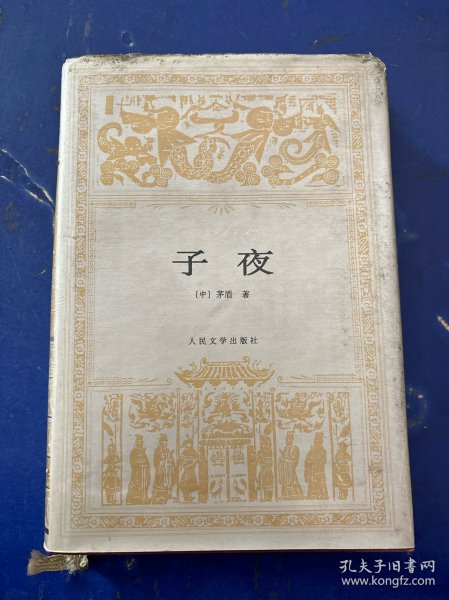 子夜
〔中〕茅盾 著
人民文学出版社
孔夫子旧书网
www.kongfz.com